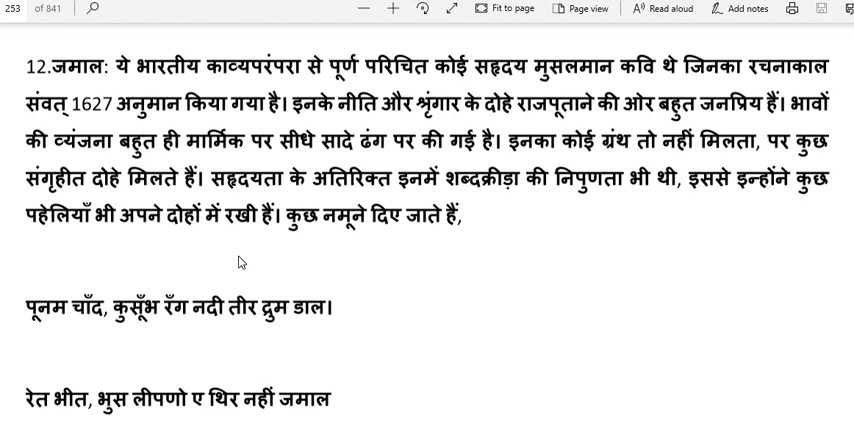 253 of 841 Fit to page Page view Read aloud Add notes
12.जमाल: ये भारतीय काव्यपरंपरा से पूर्ण परिचित कोई सहृदय मुसलमान कवि थे जिनका रचनाकाल
संवत् 1627 अनुमान किया गया है। इनके नीति और श्रृंगार के दोहे राजपूताने की ओर बहुत जनप्रिय हैं। भावों
की व्यंजना बहुत ही मार्मिक पर सीधे सादे ढंग पर की गई है। इनका कोई ग्रंथ तो नहीं मिलता, पर कुछ
संगृहीत दोहे मिलते हैं। सहृदयता के अतिरिक्त इनमें शब्दक्रीड़ा की निपुणता भी थी, इससे इन्होंने कुछ
पहेलियाँ भी अपने दोहों में रखी हैं। कुछ नमूने दिए जाते हैं,
पूनम चाँद, कुसूँभ रँग नदी तीर द्रुम डाल।
रेत भीत, भुस लीपणो ए थिर नहीं जमाल